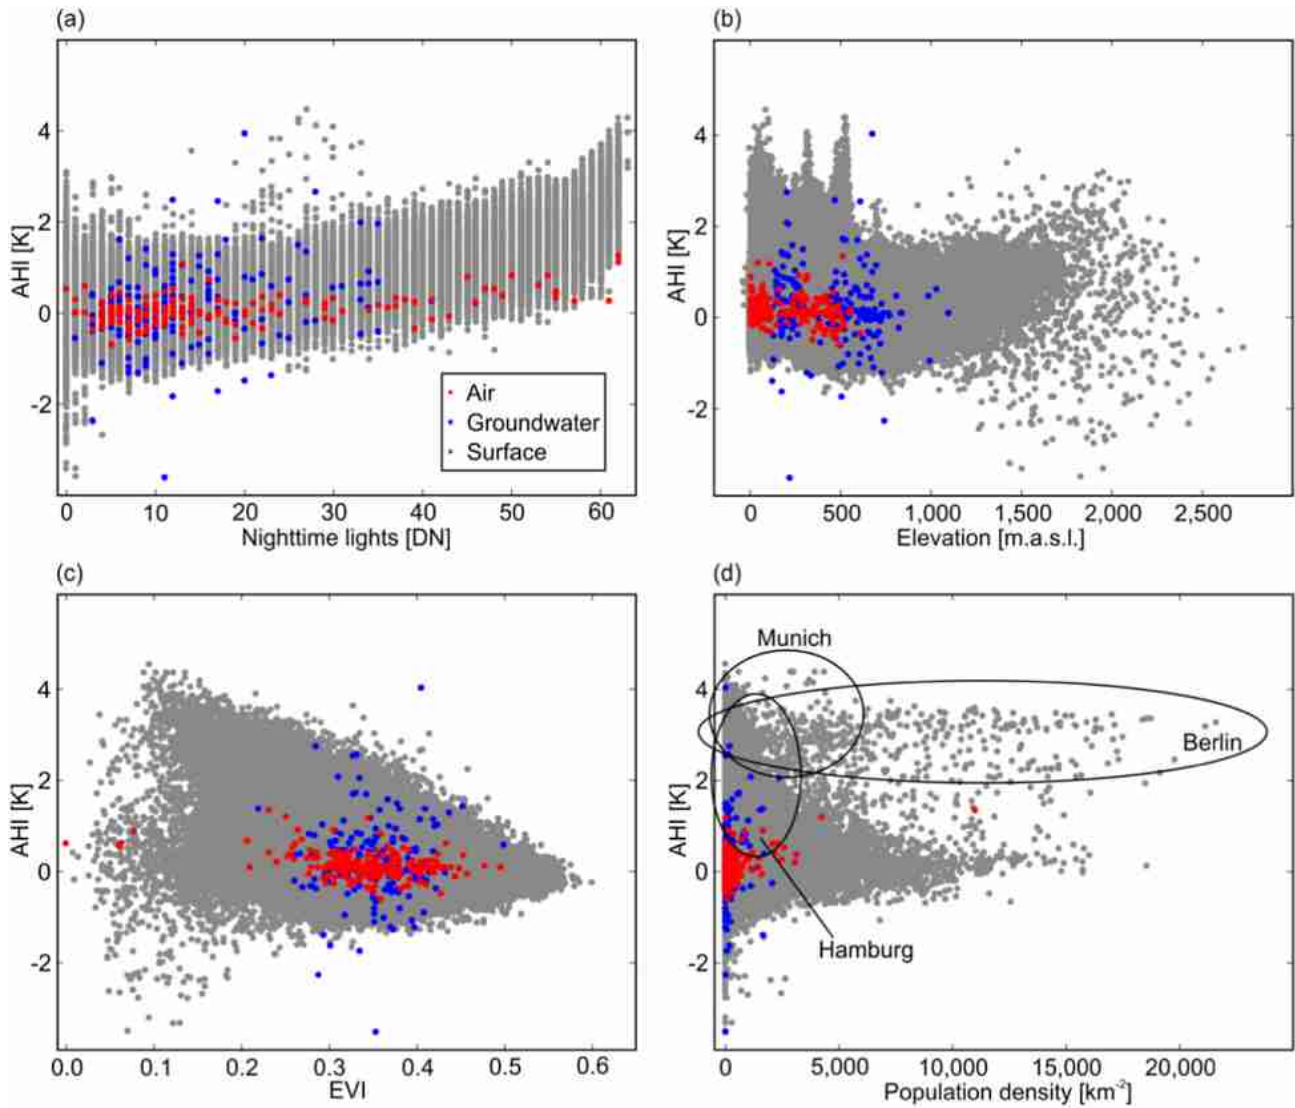 (a)
AHI [K]
4
2
0
-2
Air
Groundwater
Surface
0 10 20 30 40 50 60
Nighttime lights [DN]
(b)
AHI [K]
4
2
0
-2
0 500 1,000 1,500 2,000 2,500
Elevation [m.a.s.l.]
(c)
AHI [K]
4
2
0
-2
0.0 0.1 0.2 0.3 0.4 0.5 0.6
EVI
(d)
AHI [K]
4
2
0
-2
Munich
Berlin
Hamburg
0 5,000 10,000 15,000 20,000
Population density [km⁻²]